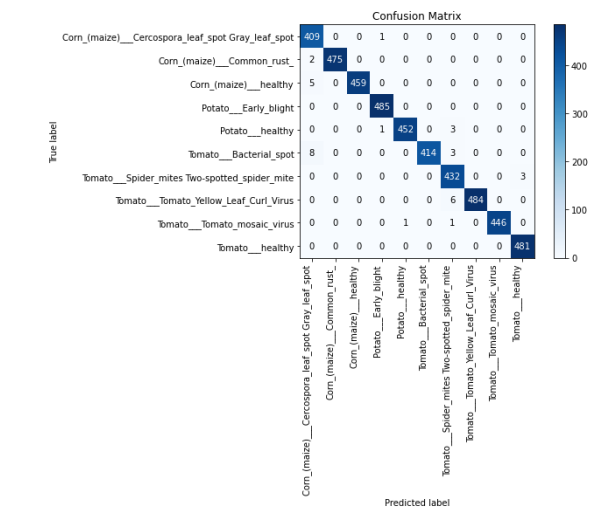 Confusion Matrix
Corn_(maize)___Cercospora_leaf_spot Gray_leaf_spot 409 0 0 1 0 0 0 0 0 0
Corn_(maize)___Common_rust_ 2 475 0 0 0 0 0 0 0 0
Corn_(maize)___healthy 5 0 459 0 0 0 0 0 0 0
Potato___Early_blight 0 0 0 485 0 0 0 0 0 0
Potato___healthy 0 0 0 1 452 0 3 0 0 0
Tomato___Bacterial_spot 8 0 0 0 0 414 3 0 0 0
Tomato___Spider_mites Two-spotted_spider_mite 0 0 0 0 0 0 432 0 0 3
Tomato___Tomato_Yellow_Leaf_Curl_Virus 0 0 0 0 0 0 6 484 0 0
Tomato___Tomato_mosaic_virus 0 0 0 0 1 0 1 0 446 0
Tomato___healthy 0 0 0 0 0 0 0 0 0 481
True label
Corn_(maize)___Cercospora_leaf_spot Gray_leaf_spot
Corn_(maize)___Common_rust_
Corn_(maize)___healthy
Potato___Early_blight
Potato___healthy
Tomato___Bacterial_spot
Tomato___Spider_mites Two-spotted_spider_mite
Tomato___Tomato_Yellow_Leaf_Curl_Virus
Tomato___Tomato_mosaic_virus
Tomato___healthy
Predicted label
400
300
200
100
0